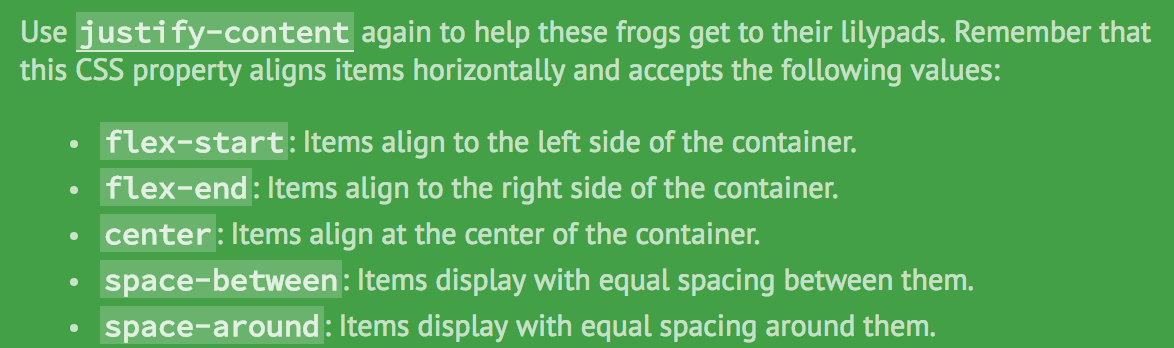 Use justify-content again to help these frogs get to their lilypads. Remember that
this CSS property aligns items horizontally and accepts the following values:
• flex-start: Items align to the left side of the container.
• flex-end: Items align to the right side of the container.
• center: Items align at the center of the container.
• space-between: Items display with equal spacing between them.
• space-around: Items display with equal spacing around them.